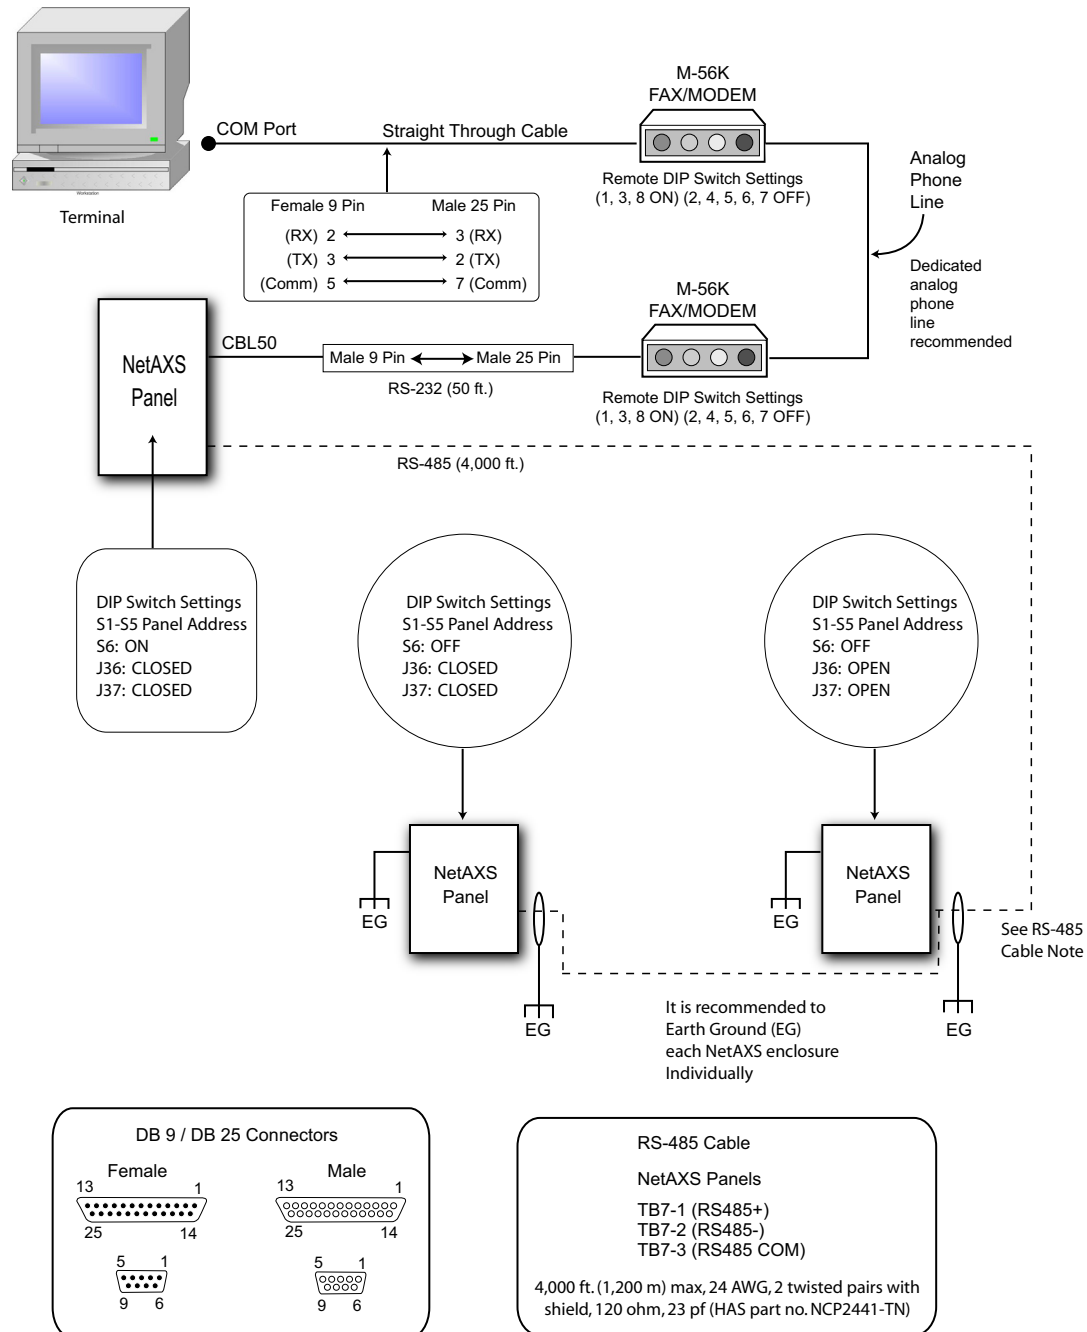 M-56K
FAX/MODEM
COM Port
Straight Through Cable
Remote DIP Switch Settings
(1, 3, 8 ON) (2, 4, 5, 6, 7 OFF)
Analog
Phone
Line
Workstation
Terminal
Female 9 Pin Male 25 Pin
(RX) 2 3 (RX)
(TX) 3 2 (TX)
(Comm) 5 7 (Comm)
Dedicated
analog
phone
line
recommended
M-56K
FAX/MODEM
NetAXS
Panel
CBL50
Male 9 Pin Male 25 Pin
RS-232 (50 ft.)
Remote DIP Switch Settings
(1, 3, 8 ON) (2, 4, 5, 6, 7 OFF)
RS-485 (4,000 ft.)
DIP Switch Settings
S1-S5 Panel Address
S6: ON
J36: CLOSED
J37: CLOSED
DIP Switch Settings
S1-S5 Panel Address
S6: OFF
J36: CLOSED
J37: CLOSED
DIP Switch Settings
S1-S5 Panel Address
S6: OFF
J36: OPEN
J37: OPEN
NetAXS
Panel
EG
EG
NetAXS
Panel
EG
EG
See RS-485
Cable Note
It is recommended to
Earth Ground (EG)
each NetAXS enclosure
Individually
DB 9 / DB 25 Connectors
Female
13 1
25 14
5 1
9 6
Male
13 1
25 14
5 1
9 6
RS-485 Cable
NetAXS Panels
TB7-1 (RS485+)
TB7-2 (RS485-)
TB7-3 (RS485 COM)
4,000 ft. (1,200 m) max, 24 AWG, 2 twisted pairs with
shield, 120 ohm, 23 pf (HAS part no. NCP2441-TN)